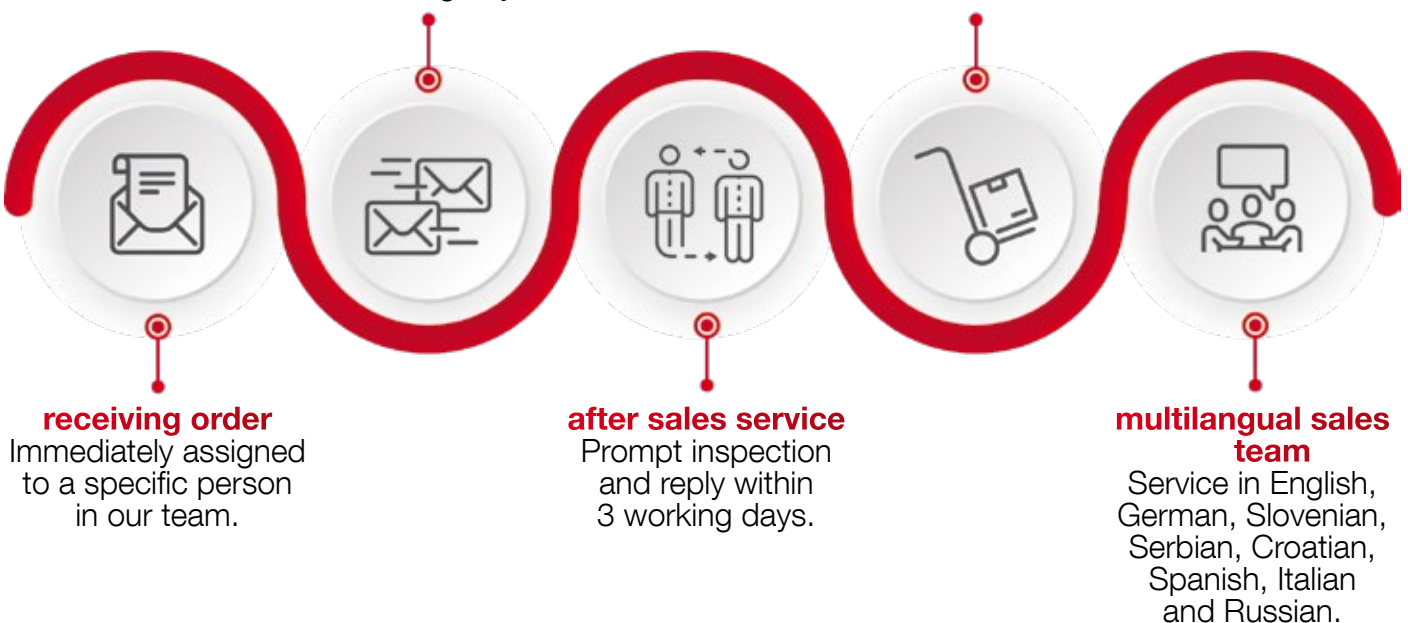 receiving order
Immediately assigned
to a specific person
in our team.
after sales service
Prompt inspection
and reply within
3 working days.
multilangual sales
team
Service in English,
German, Slovenian,
Serbian, Croatian,
Spanish, Italian
and Russian.